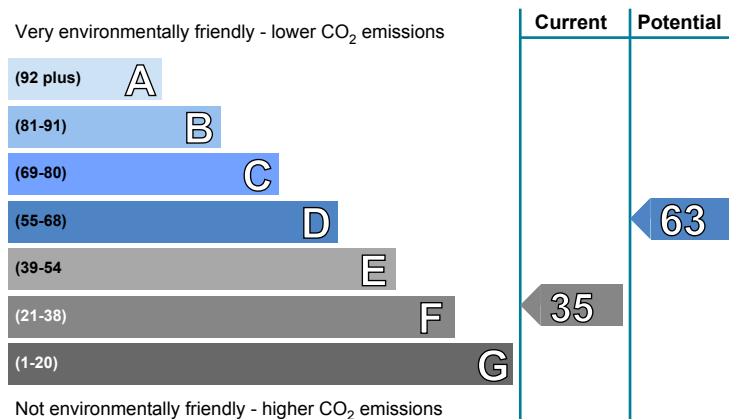 Very environmentally friendly - lower CO₂ emissions
Current Potential
(92 plus) A
(81-91) B
(69-80) C
(55-68) D
63
(39-54 E
(21-38) F
35
(1-20) G
Not environmentally friendly - higher CO₂ emissions